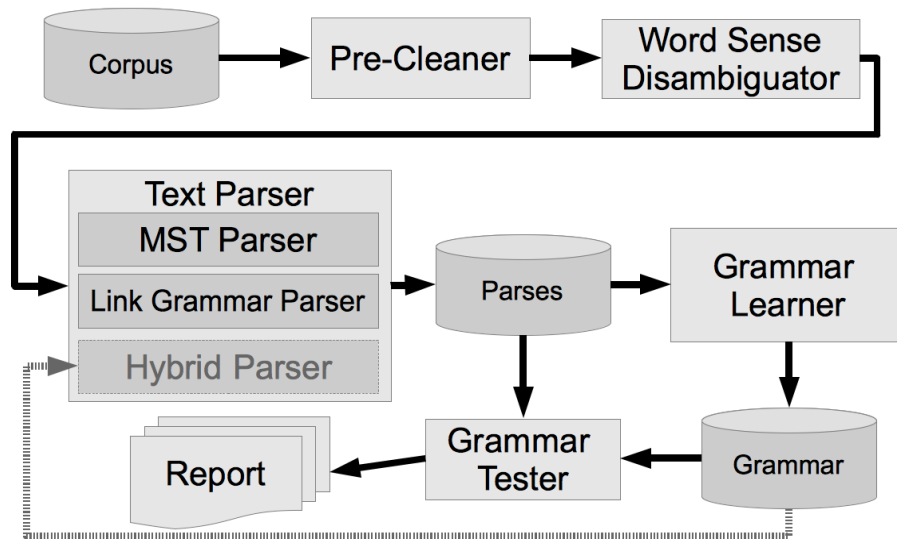 Corpus
Pre-Cleaner
Word Sense
Disambiguator
Text Parser
MST Parser
Link Grammar Parser
Hybrid Parser
Parses
Grammar
Learner
Report
Grammar
Tester
Grammar